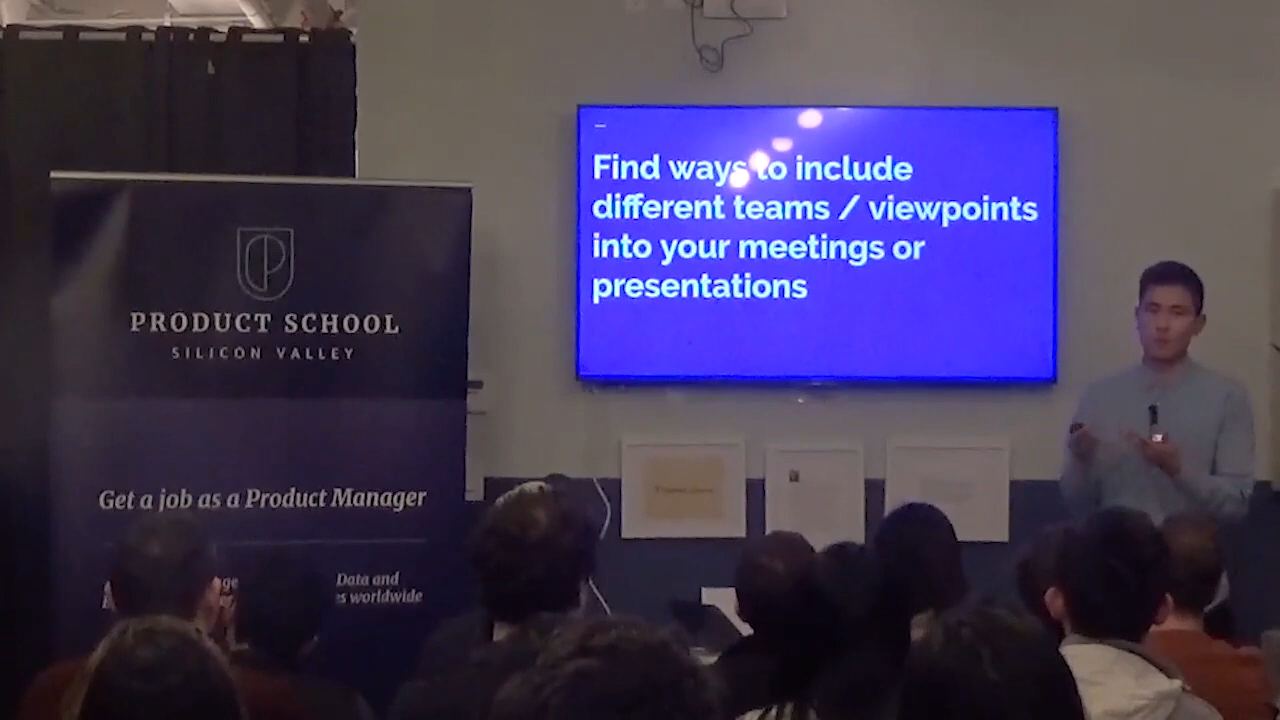 PRODUCT SCHOOL
SILICON VALLEY
Get a job as a Product Manager
Data and
worldwide
Find ways to include
different teams / viewpoints
into your meetings or
presentations